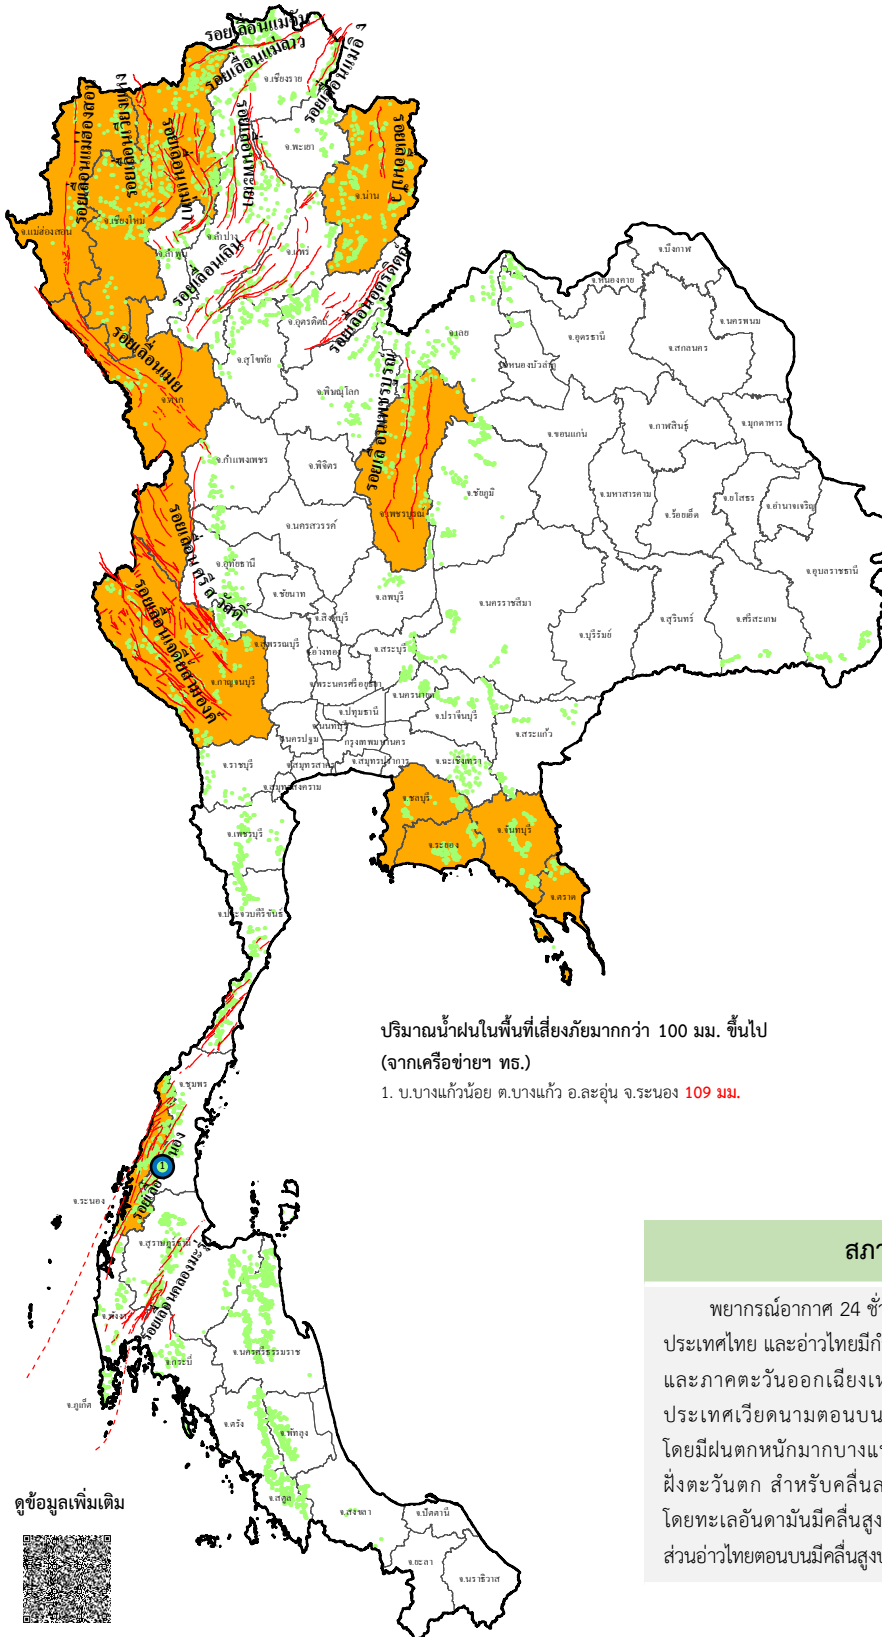 รอยเลื่อนแม่จัน
รอยเลื่อนแม่ลาว
รอยเลื่อนแม่อิง
จ.เชียงราย
รอยเลื่อนแม่ฮ่องสอน
รอยเลื่อนแม่ทา
รอยเลื่อนพะเยา
รอยเลื่อนปัว
จ.พะเยา
จ.น่าน
จ.เชียงใหม่
จ.แม่ฮ่องสอน
จ.ลำปาง
จ.ลำพูน
จ.แพร่
รอยเลื่อนเถิน
รอยเลื่อนอุตรดิตถ์
จ.บึงกาฬ
จ.หนองคาย
จ.อุตรดิตถ์
จ.เลย
จ.อุดรธานี
จ.นครพนม
จ.สกลนคร
รอยเลื่อนเมย
จ.สุโขทัย
จ.หนองบัวลำภู
จ.ตาก
จ.พิษณุโลก
รอยเลื่อนเพชรบูรณ์
จ.ขอนแก่น
จ.กาฬสินธุ์
จ.มุกดาหาร
จ.กำแพงเพชร
จ.พิจิตร
จ.ชัยภูมิ
จ.มหาสารคาม
จ.ยโสธร
จ.อำนาจเจริญ
จ.เพชรบูรณ์
จ.ร้อยเอ็ด
จ.นครสวรรค์
รอยเลื่อนศรีสวัสดิ์
จ.อุทัยธานี
จ.อุบลราชธานี
จ.ชัยนาท
จ.ลพบุรี
จ.นครราชสีมา
รอยเลื่อนเจดีย์สามองค์
จ.สิงห์บุรี
จ.บุรีรัมย์
จ.สุรินทร์
จ.ศรีสะเกษ
จ.สุพรรณบุรี
จ.อ่างทอง
จ.สระบุรี
จ.กาญจนบุรี
จ.พระนครศรีอยุธยา
จ.นครนายก
จ.ปทุมธานี
จ.ปราจีนบุรี
จ.นนทบุรี
จ.สระแก้ว
จ.นครปฐม
กรุงเทพมหานคร
จ.ฉะเชิงเทรา
จ.ราชบุรี
จ.สมุทรสาคร
จ.สมุทรปราการ
จ.สมุทรสงคราม
จ.ชลบุรี
จ.เพชรบุรี
จ.ระยอง
จ.จันทบุรี
จ.ตราด
จ.ประจวบคีรีขันธ์
ปริมาณน้ำฝนในพื้นที่เสี่ยงภัยมากกว่า 100 มม. ขึ้นไป
(จากเครือข่ายฯ ทธ.)
1. บ.บางแก้วน้อย ต.บางแก้ว อ.ละอุ่น จ.ระนอง 109 มม.
จ.ชุมพร
1
จ.ระนอง
จ.สุราษฎร์ธานี
รอยเลื่อนคลองมะรุ่ย
จ.พังงา
จ.กระบี่
จ.นครศรีธรรมราช
จ.ภูเก็ต
จ.ตรัง
จ.พัทลุง
จ.สตูล
จ.สงขลา
จ.ปัตตานี
จ.ยะลา
จ.นราธิวาส
สภา
พยากรณ์อากาศ 24 ชั่ว
ประเทศไทย และอ่าวไทยมีกำ
และภาคตะวันออกเฉียงเห
ประเทศเวียดนามตอนบน
โดยมีฝนตกหนักมากบางแห
ฝั่งตะวันตก สำหรับคลื่นล
โดยทะเลอันดามันมีคลื่นสูง
ส่วนอ่าวไทยตอนบนมีคลื่นสูงป
ดูข้อมูลเพิ่มเติม